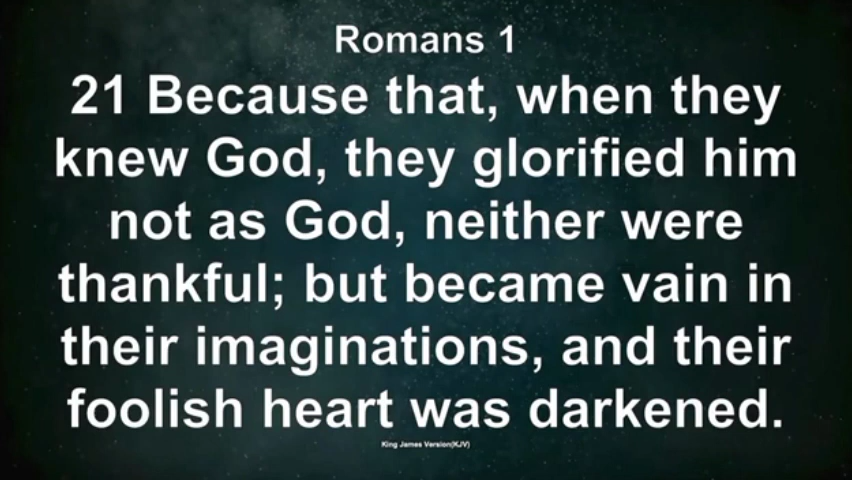 Romans 1
21 Because that, when they
knew God, they glorified him
not as God, neither were
thankful; but became vain in
their imaginations, and their
foolish heart was darkened.
King James Version(KJV)